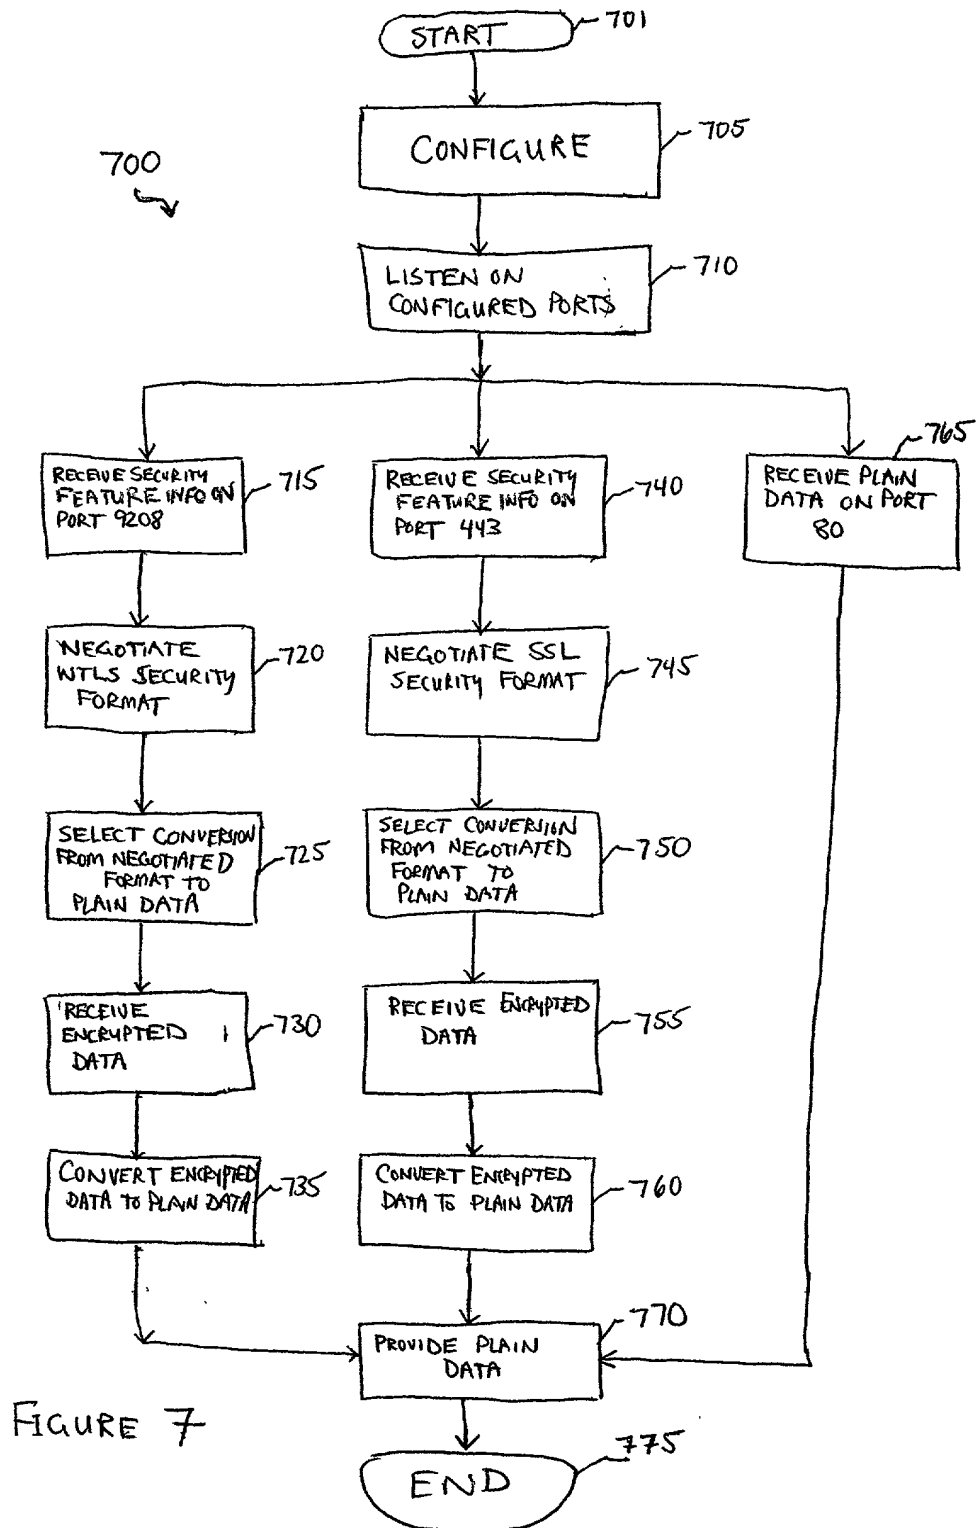 START
701
CONFIGURE
705
700
LISTEN ON
CONFIGURED PORTS
710
RECEIVE SECURITY
FEATURE INFO ON
PORT 9208
715
RECEIVE SECURITY
FEATURE INFO ON
PORT 443
740
765
RECEIVE PLAIN
DATA ON PORT
80
NEGOTIATE
WTLS SECURITY
FORMAT
720
NEGOTIATE SSL
SECURITY FORMAT
745
SELECT CONVERSION
FROM NEGOTIATED
FORMAT TO
PLAIN DATA
725
SELECT CONVERSION
FROM NEGOTIATED
FORMAT TO
PLAIN DATA
750
RECEIVE
ENCRYPTED
DATA
730
RECEIVE ENCRYPTED
DATA
755
CONVERT ENCRYPTED
DATA TO PLAIN DATA
735
CONVERT ENCRYPTED
DATA TO PLAIN DATA
760
PROVIDE PLAIN
DATA
770
FIGURE 7
END
775